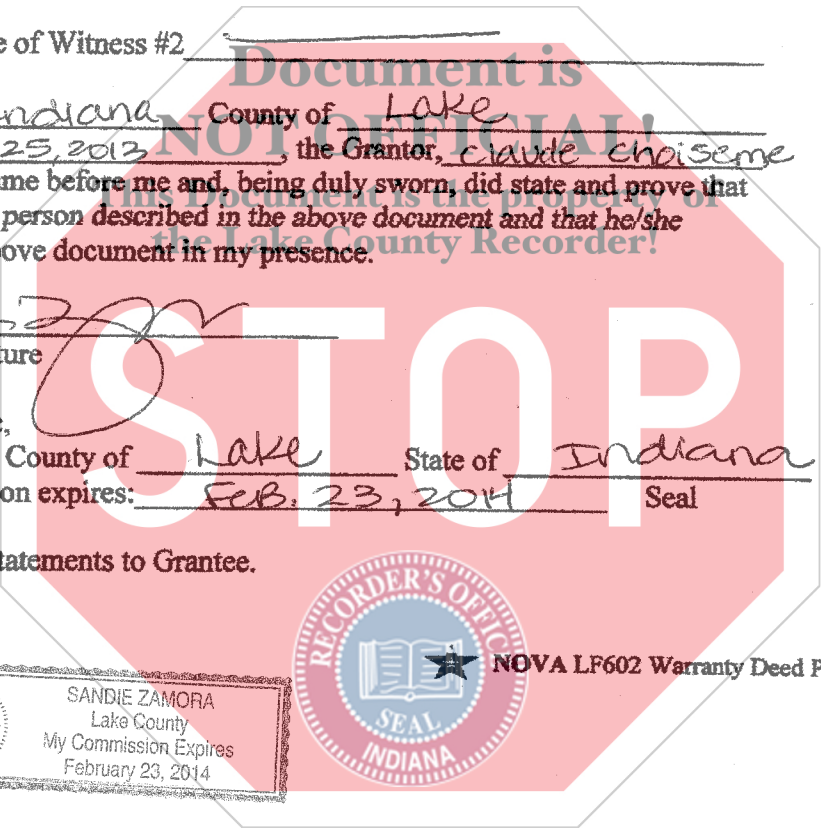 e of Witness #2
Document is
ndiana County of Lake
NOT OFFICIAL!
25, 2012, the Grantor, Claude Choiseme
me before me and, being duly sworn, did state and prove that
This Document is the property of
person described in the above document and that he/she
the Lake County Recorder!
ove document in my presence.
ture
STOP
County of Lake State of Indiana
on expires: FEB. 23, 2014 Seal
tatements to Grantee.
RECORDER'S OFFICE
SEAL
INDIANA
NOVA LF602 Warranty Deed P
SANDIE ZAMORA
Lake County
My Commission Expires
February 23, 2014